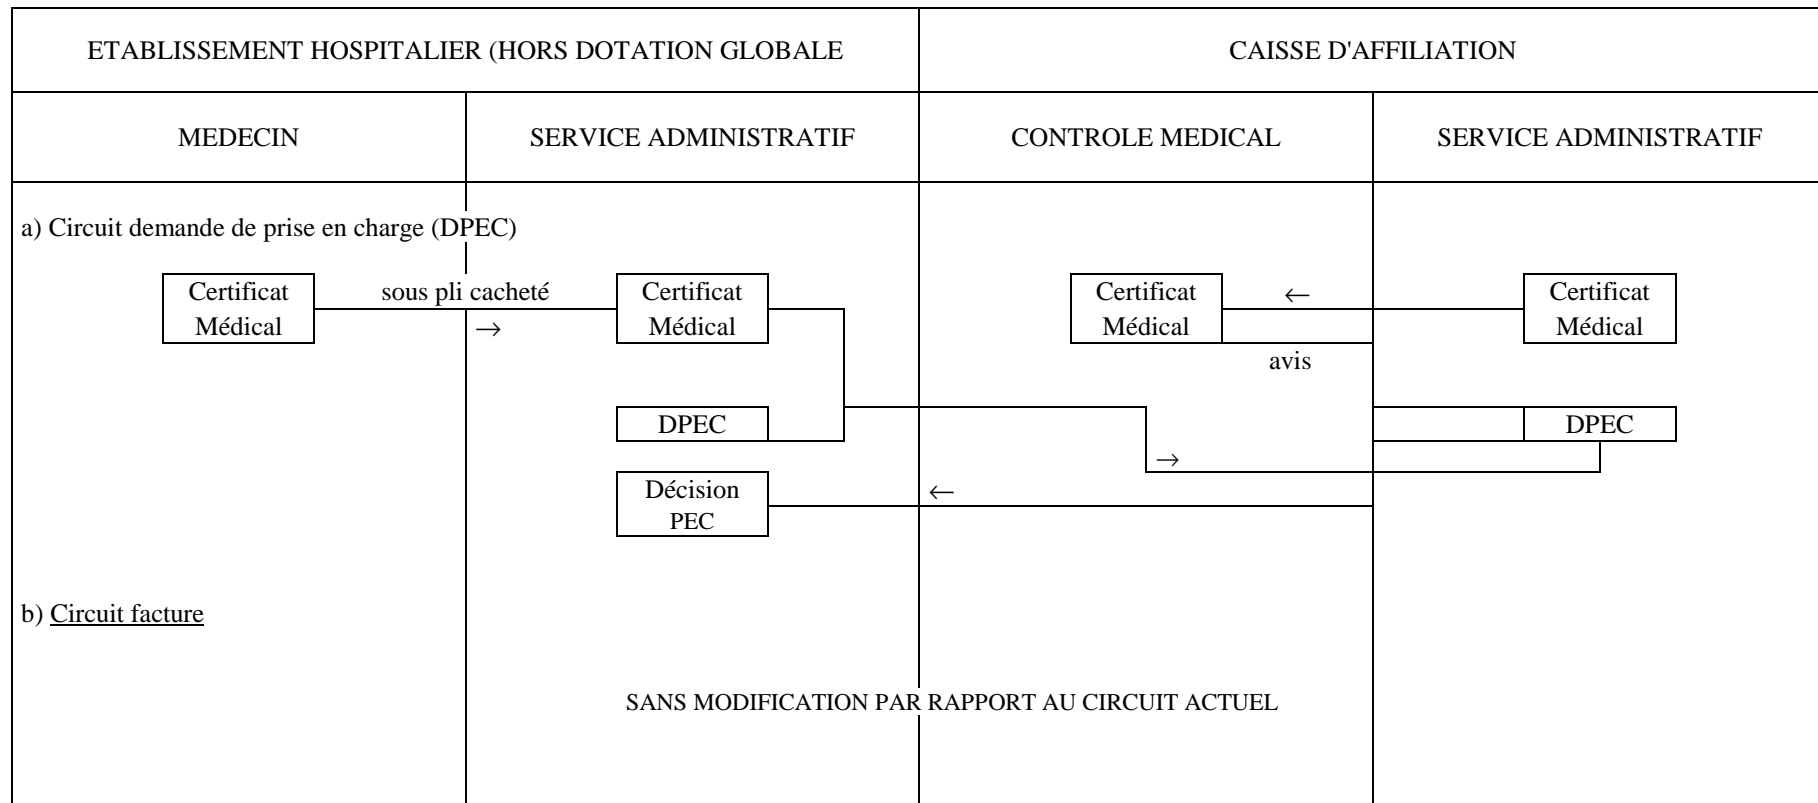 ETABLISSEMENT HOSPITALIER (HORS DOTATION GLOBALE
CAISSE D'AFFILIATION
MEDECIN
SERVICE ADMINISTRATIF
CONTROLE MEDICAL
SERVICE ADMINISTRATIF
a) Circuit demande de prise en charge (DPEC)
Certificat
Médical
sous pli cacheté
→
Certificat
Médical
Certificat
Médical
←
avis
Certificat
Médical
DPEC
DPEC
→
Décision
PEC
←
b) Circuit facture
SANS MODIFICATION PAR RAPPORT AU CIRCUIT ACTUEL